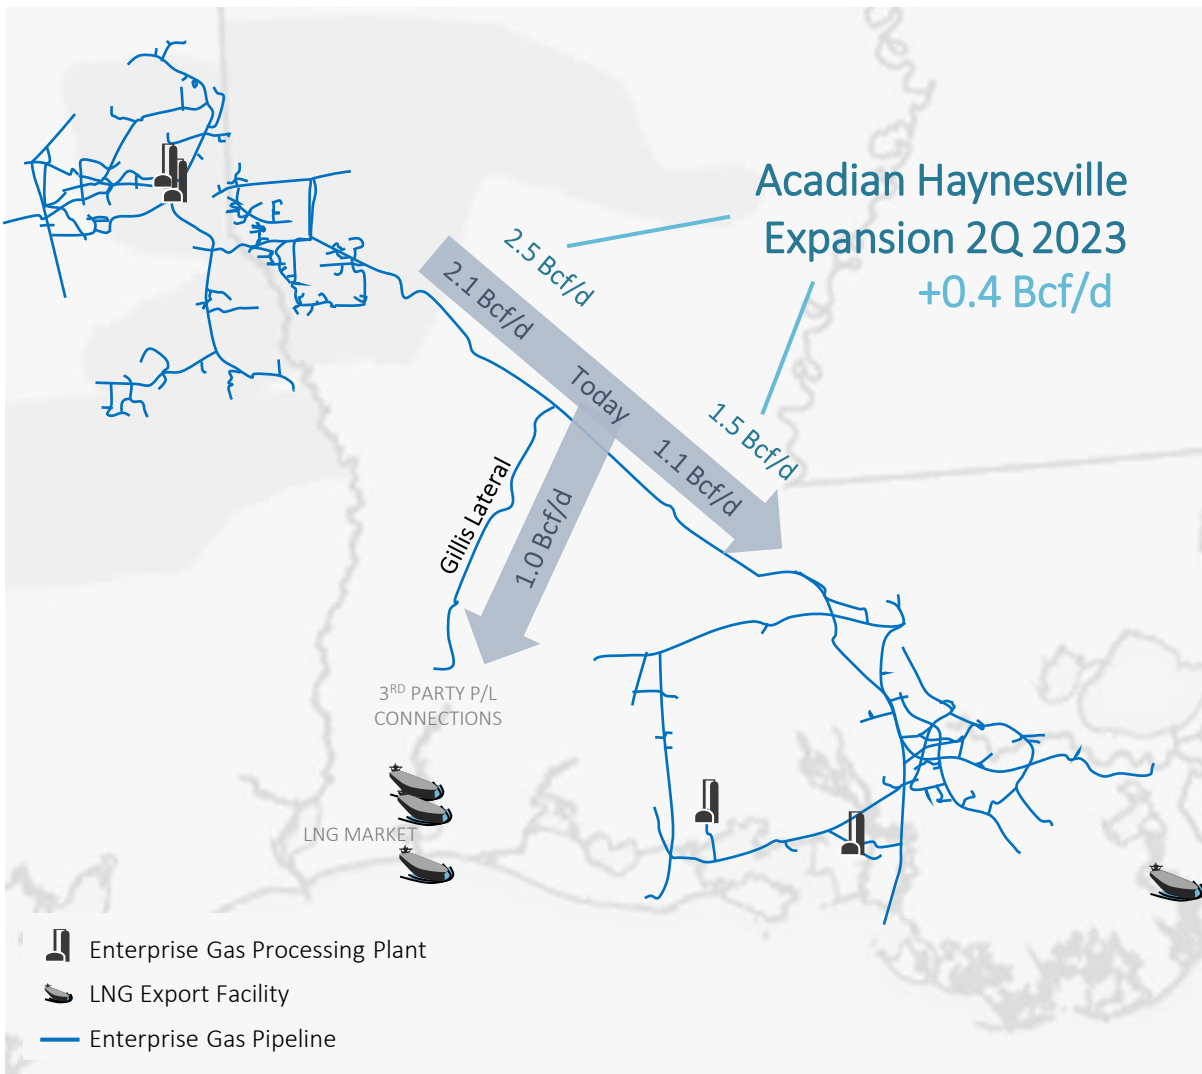 Acadian Haynesville
Expansion 2Q 2023
+0.4 Bcf/d
2.5 Bcf/d
2.1 Bcf/d
Today
1.5 Bcf/d
1.1 Bcf/d
1.0 Bcf/d
Gillis Lateral
3RD PARTY P/L
CONNECTIONS
LNG MARKET
Enterprise Gas Processing Plant
LNG Export Facility
Enterprise Gas Pipeline